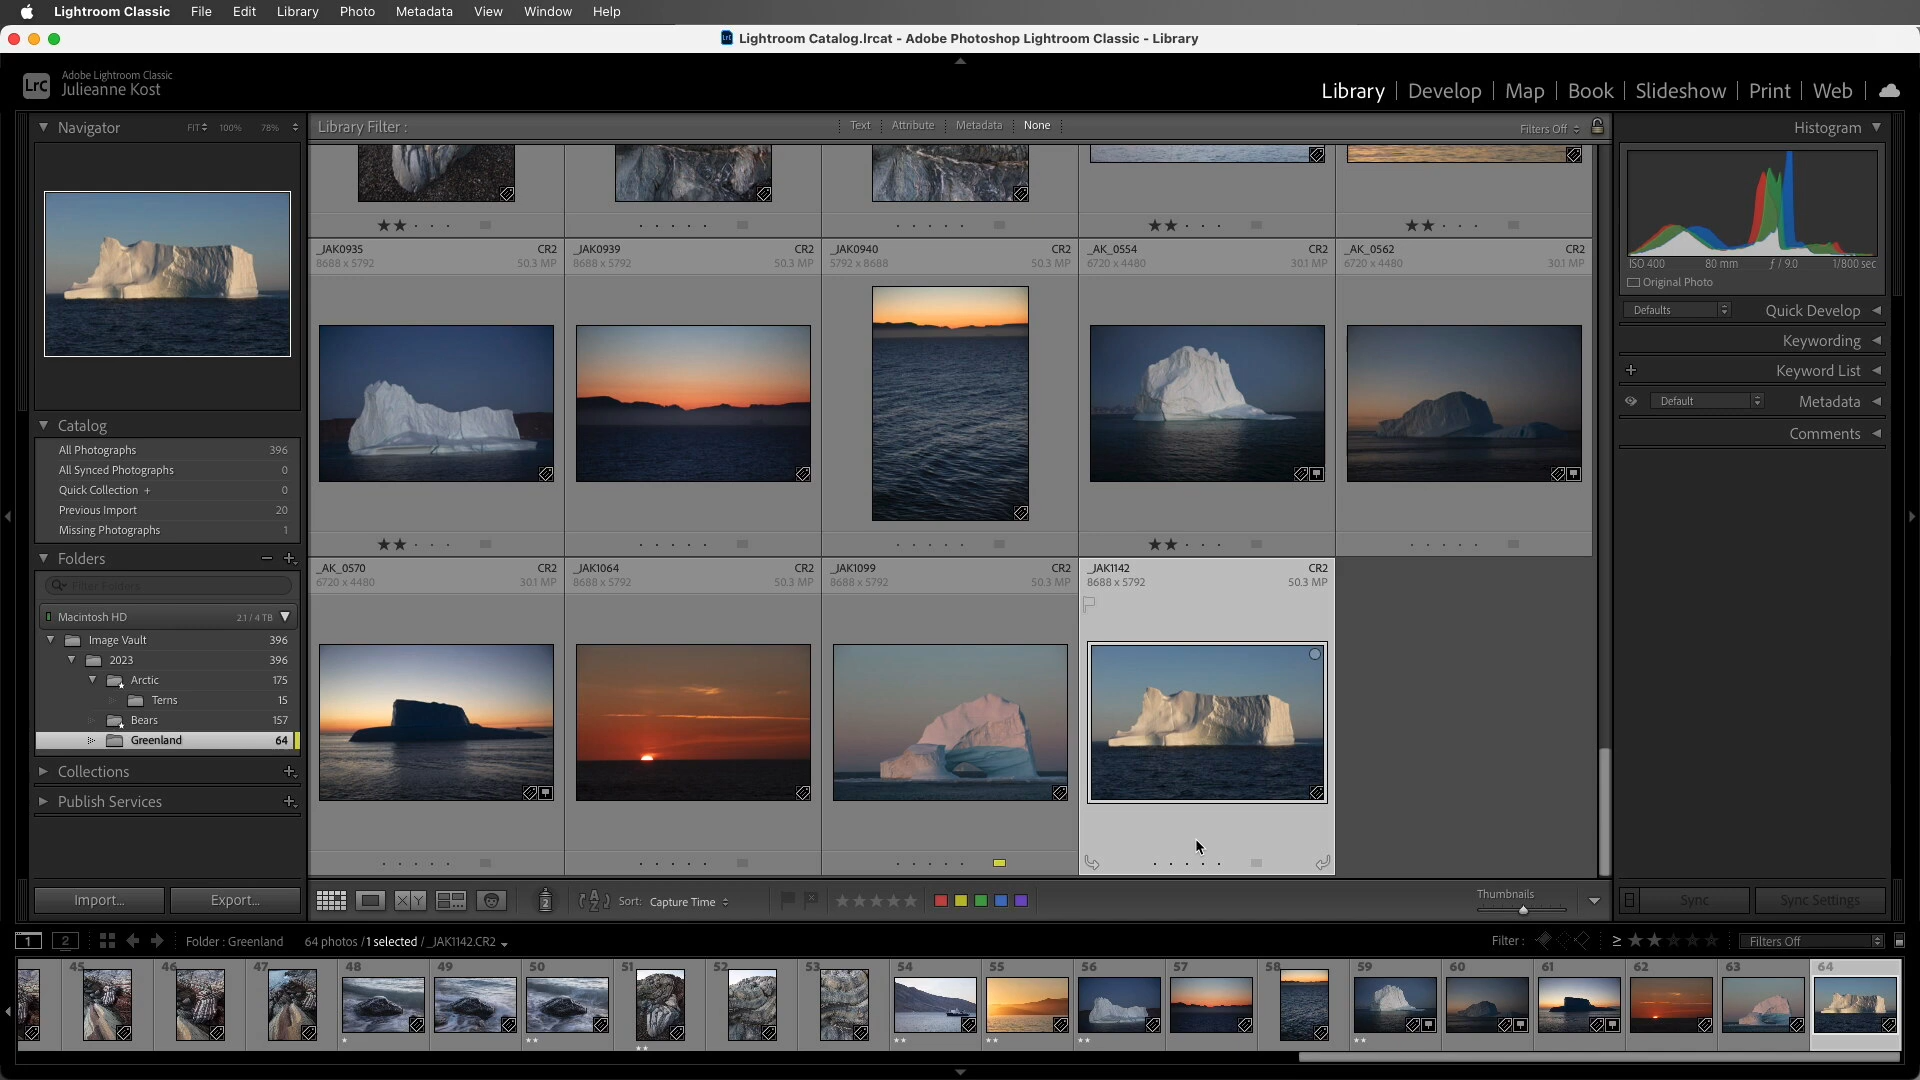 Lightroom Classic File Edit Library Photo Metadata View Window Help
Lightroom Catalog.lrcat - Adobe Photoshop Lightroom Classic - Library
LrC Adobe Lightroom Classic
Julieanne Kost
Library Develop Map Book Slideshow Print Web
Navigator FIT 100% 78%
Library Filter : Text Attribute Metadata None Filters Off
Histogram
ISO 400 80 mm ƒ / 9.0 1/800 sec
Original Photo
Defaults Quick Develop
Keywording
+ Keyword List
Default Metadata
Comments
_JAK0935 CR2
8688 x 5792 50.3 MP
_JAK0939 CR2
8688 x 5792 50.3 MP
_JAK0940 CR2
5792 x 8688 50.3 MP
_AK_0554 CR2
6720 x 4480 30.1 MP
_AK_0562 CR2
6720 x 4480 30.1 MP
_AK_0570 CR2
6720 x 4480 30.1 MP
_JAK1064 CR2
8688 x 5792 50.3 MP
_JAK1099 CR2
8688 x 5792 50.3 MP
_JAK1142 CR2
8688 x 5792 50.3 MP
Catalog
All Photographs 396
All Synced Photographs 0
Quick Collection + 0
Previous Import 20
Missing Photographs 1
Folders
Filter Folders
Macintosh HD 2.1 / 4 TB
Image Vault 396
2023 396
Arctic 175
Terns 15
Bears 157
Greenland 64
Collections
Publish Services
Import... Export...
XY 2 Sort: Capture Time
Thumbnails
Sync Sync Settings
1 2 Folder : Greenland 64 photos / 1 selected / _JAK1142.CR2
Filter : ≥ Filters Off
45 46 47 48 49 50 51 52 53 54 55 56 57 58 59 60 61 62 63 64